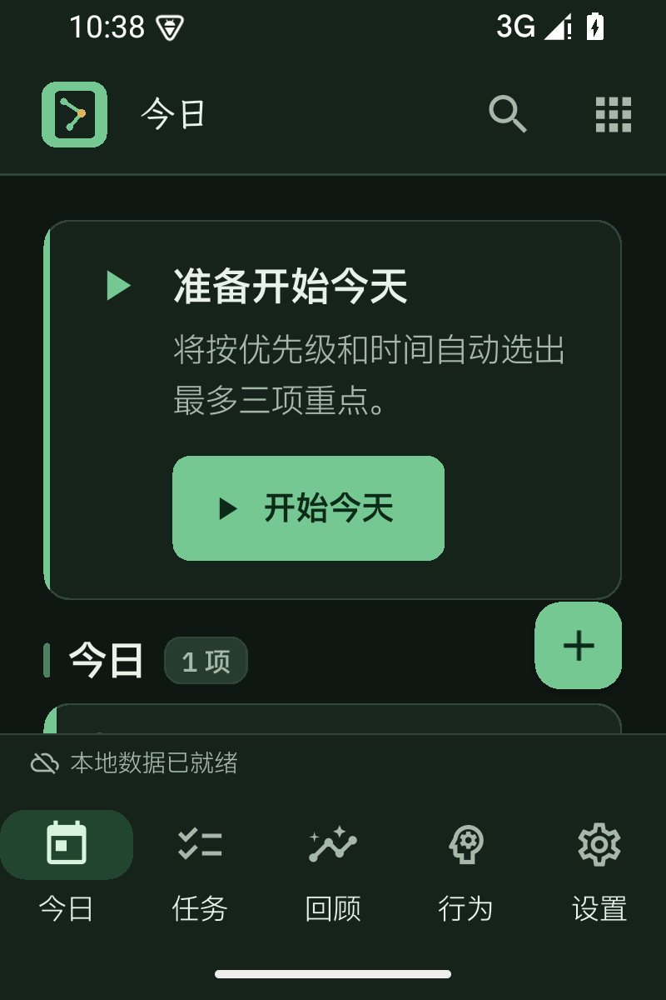 10:38
3G
今日
准备开始今天
将按优先级和时间自动选出
最多三项重点。
开始今天
今日
1 项
本地数据已就绪
今日
任务
回顾
行为
设置